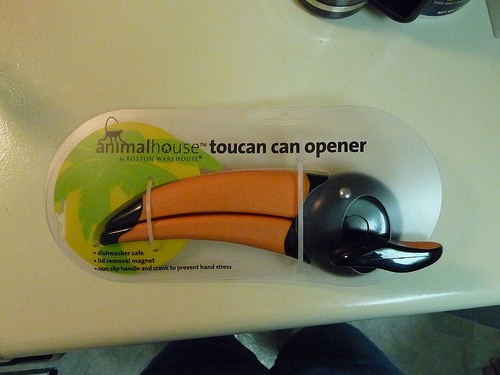 animalhouse™ toucan can opener
by BOSTON WAREHOUSE®
• dishwasher safe
• lid removal magnet
• non slip handle and crank to prevent hand stress